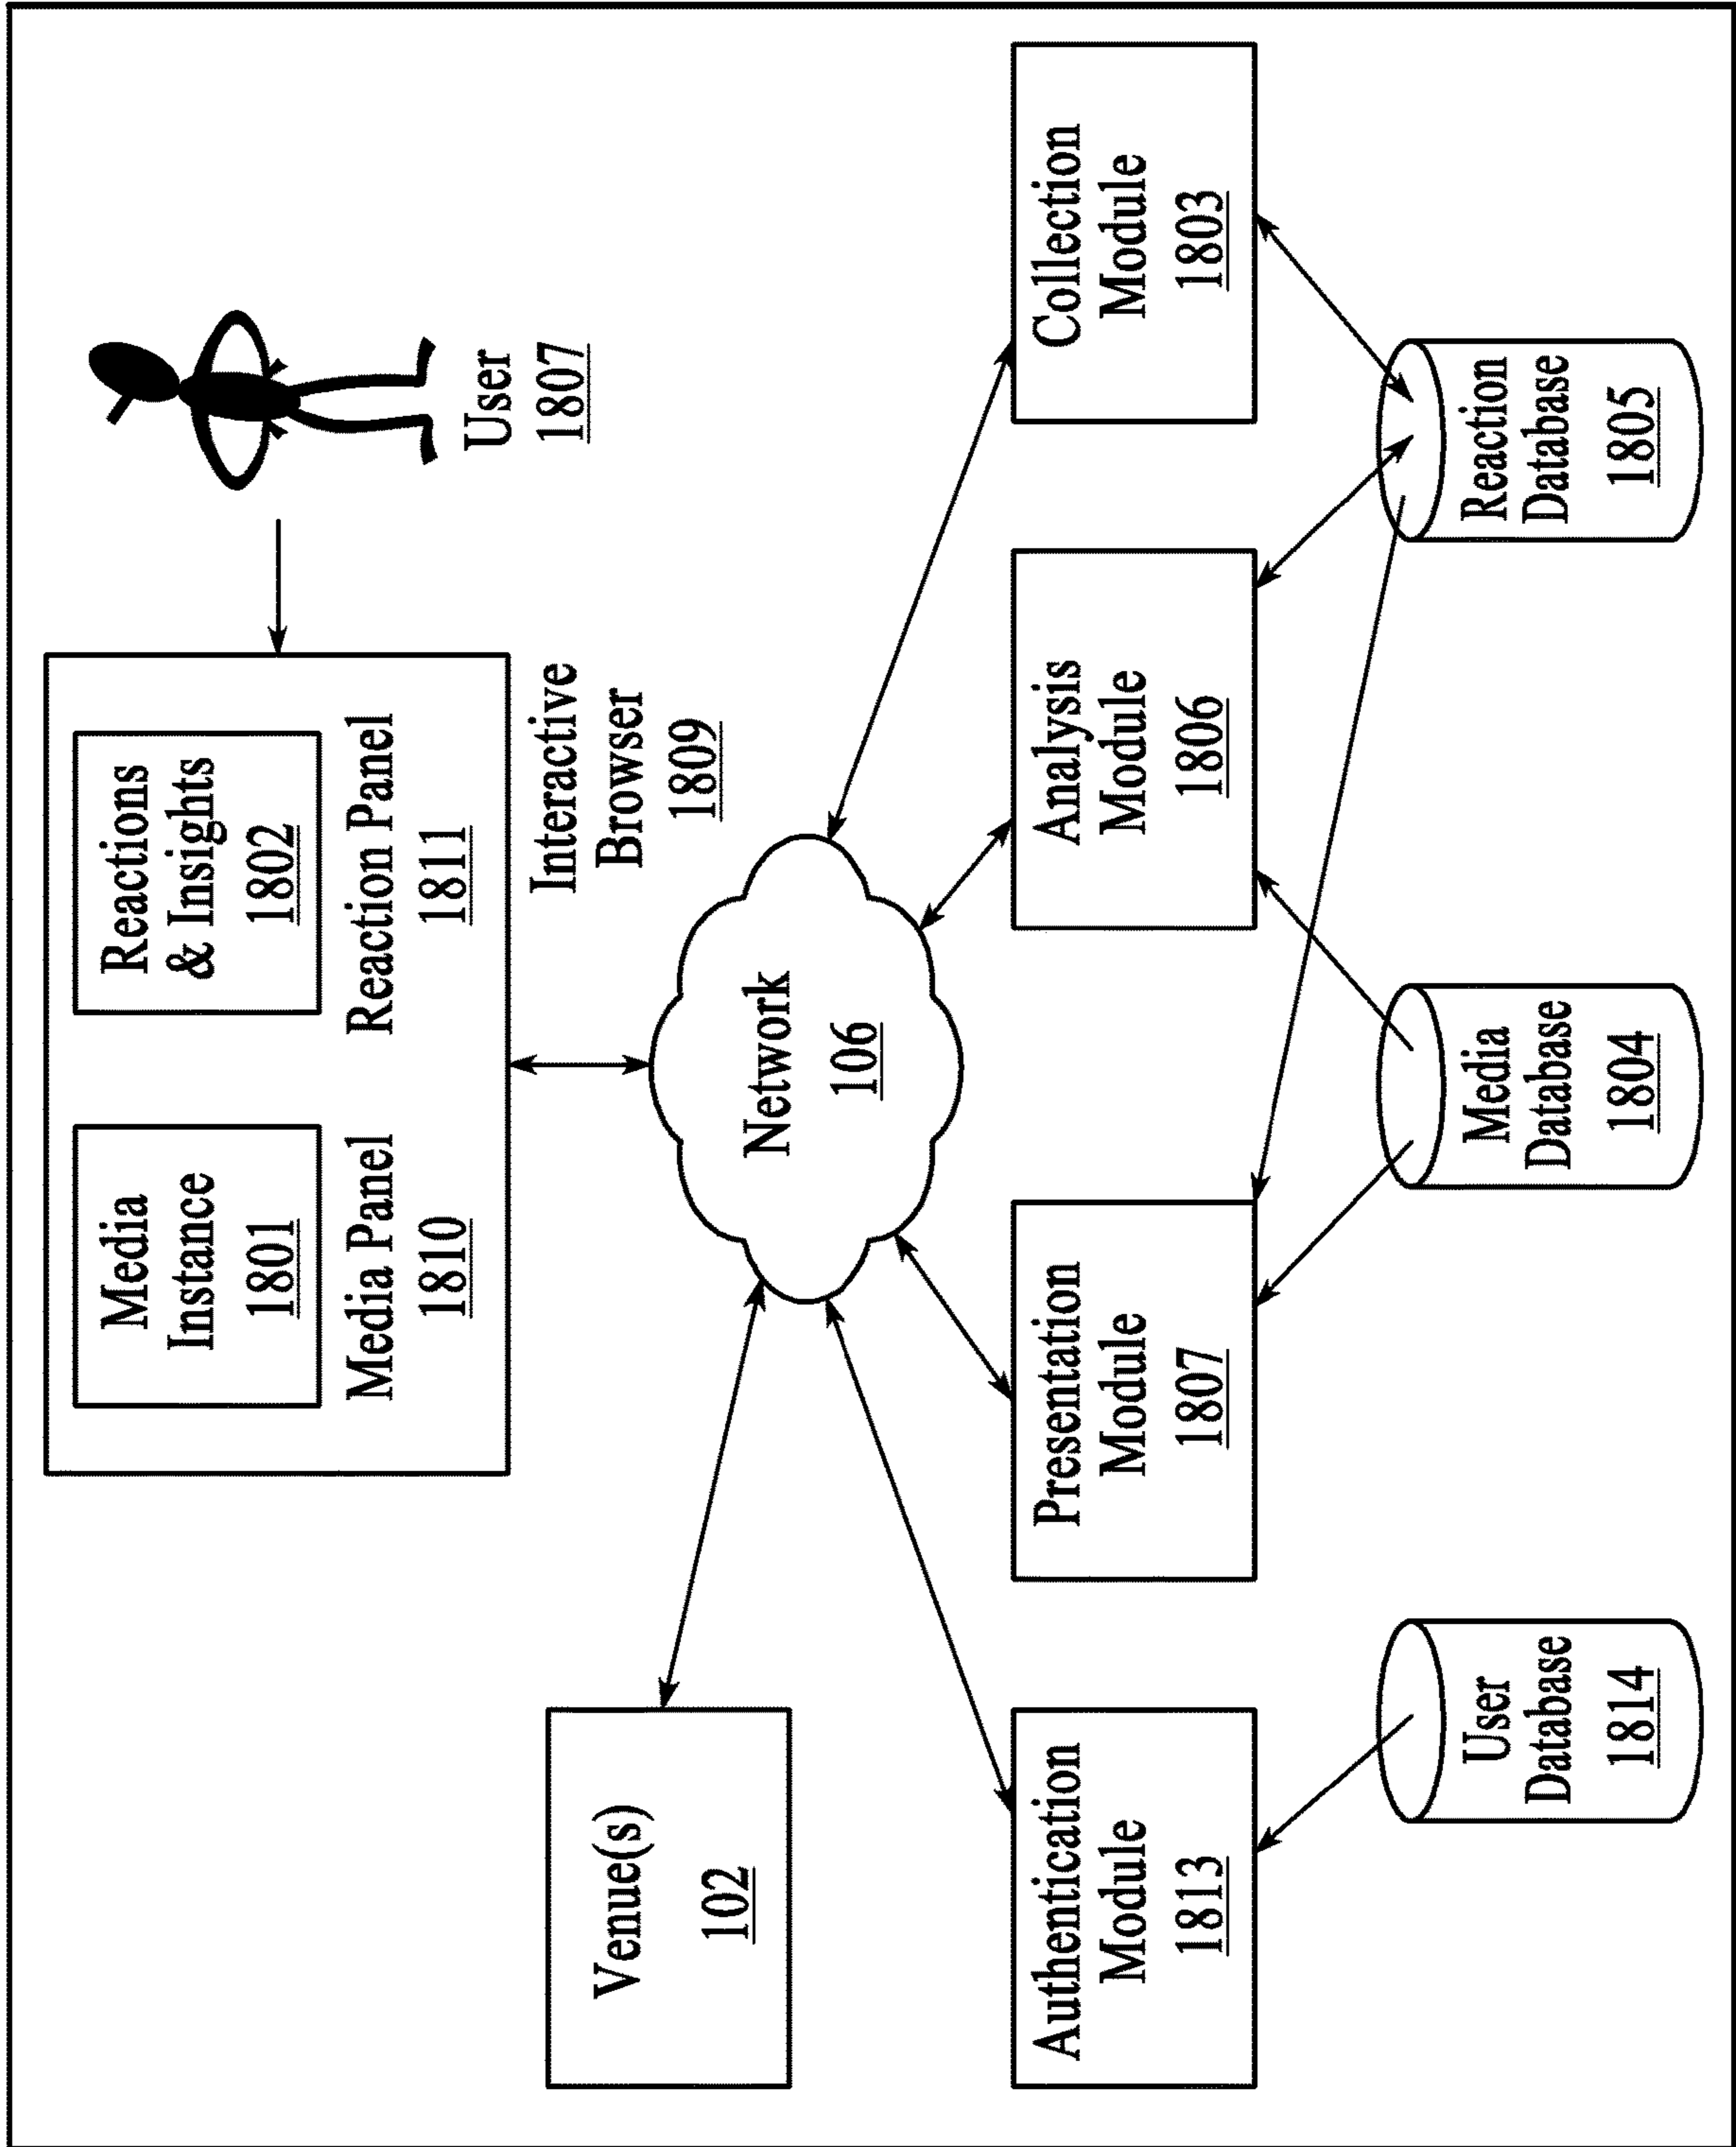 Media
Instance
1801
Media Panel
1810
Reactions
& Insights
1802
Reaction Panel
1811
User
1807
Interactive
Browser
1809
Venue(s)
102
Network
106
Authentication
Module
1813
Presentation
Module
1807
Analysis
Module
1806
Collection
Module
1803
User
Database
1814
Media
Database
1804
Reaction
Database
1805